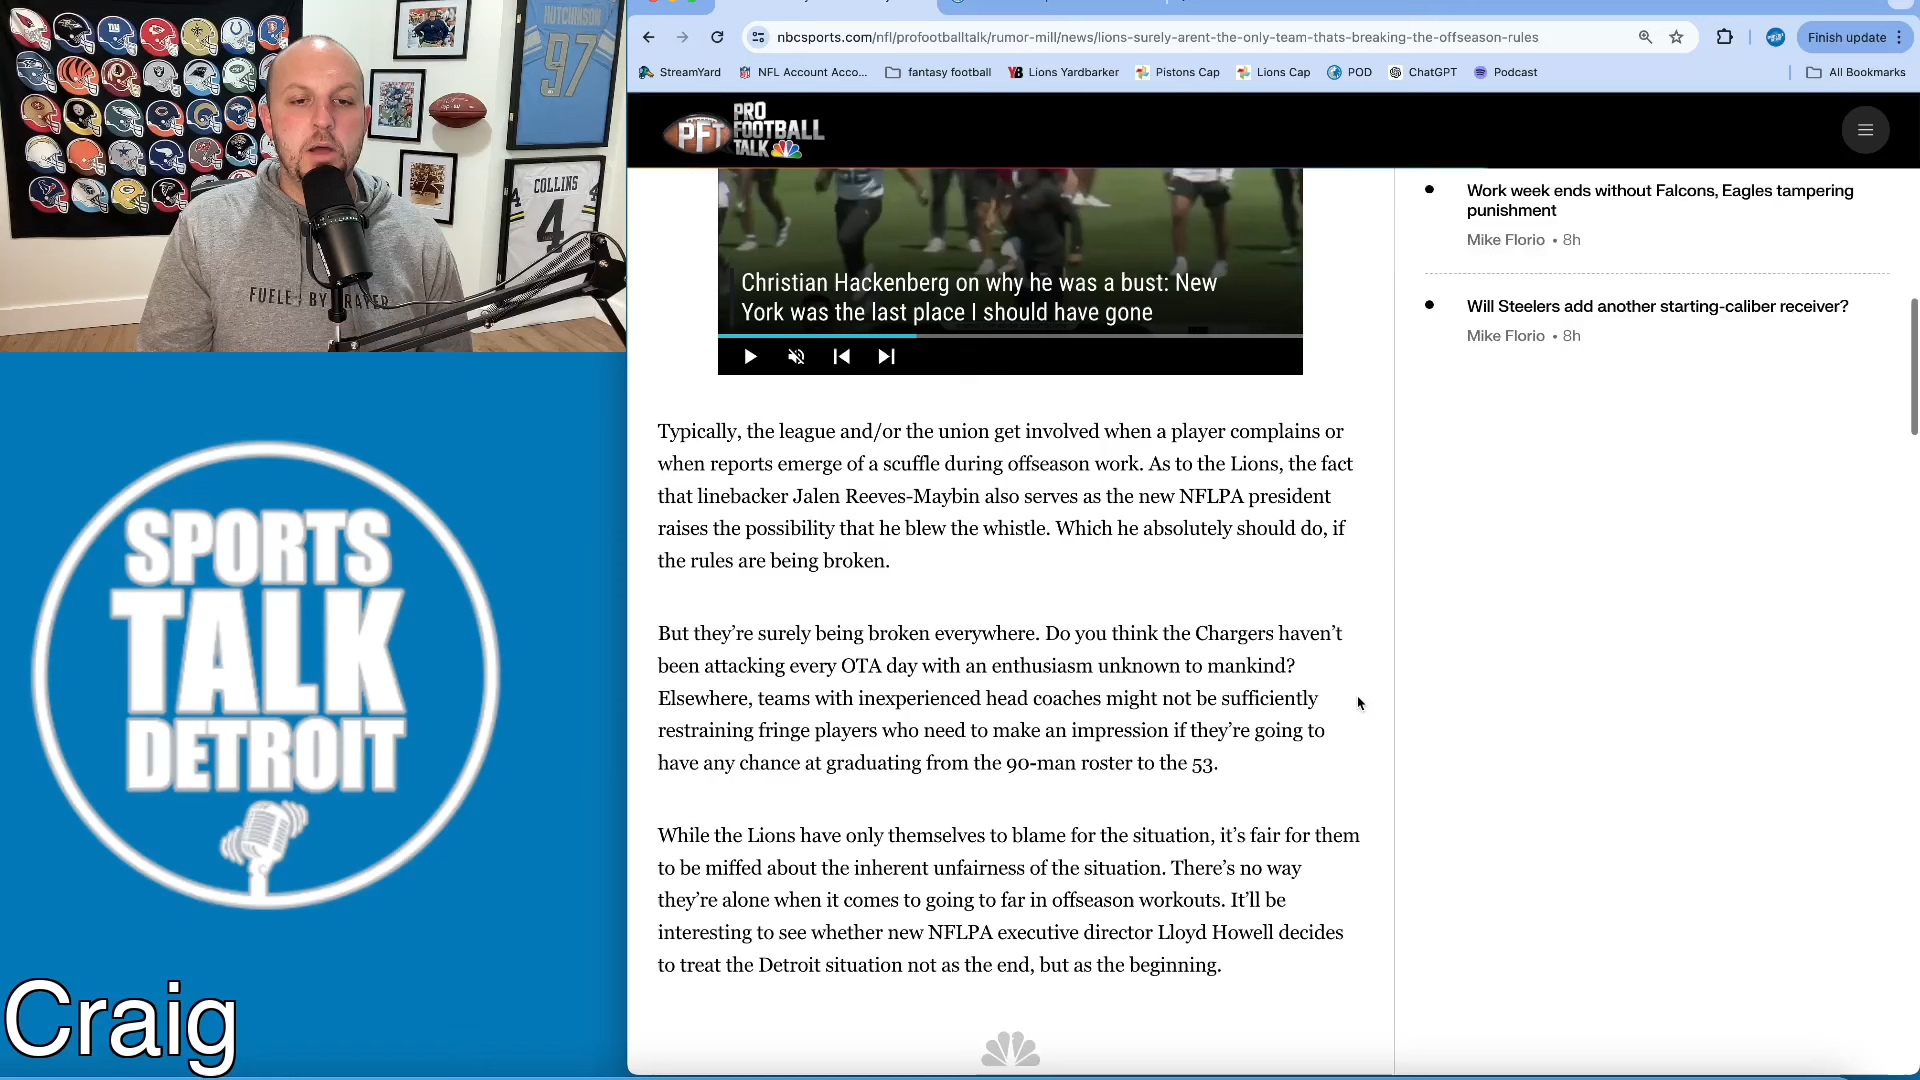 HUTCHINSON
97
COLLINS
4
4
SPORTS
TALK
DETROIT
Craig
nbcsports.com/nfl/profootballtalk/rumor-mill/news/lions-surely-arent-the-only-team-thats-breaking-the-offseason-rules
Finish update
StreamYard
NFL Account Acco...
fantasy football
YB Lions Yardbarker
Pistons Cap
Lions Cap
POD
ChatGPT
Podcast
All Bookmarks
PFT
PRO
FOOTBALL
TALK
Christian Hackenberg on why he was a bust: New
York was the last place I should have gone
Typically, the league and/or the union get involved when a player complains or
when reports emerge of a scuffle during offseason work. As to the Lions, the fact
that linebacker Jalen Reeves-Maybin also serves as the new NFLPA president
raises the possibility that he blew the whistle. Which he absolutely should do, if
the rules are being broken.
But they’re surely being broken everywhere. Do you think the Chargers haven’t
been attacking every OTA day with an enthusiasm unknown to mankind?
Elsewhere, teams with inexperienced head coaches might not be sufficiently
restraining fringe players who need to make an impression if they’re going to
have any chance at graduating from the 90-man roster to the 53.
While the Lions have only themselves to blame for the situation, it’s fair for them
to be miffed about the inherent unfairness of the situation. There’s no way
they’re alone when it comes to going to far in offseason workouts. It’ll be
interesting to see whether new NFLPA executive director Lloyd Howell decides
to treat the Detroit situation not as the end, but as the beginning.
Work week ends without Falcons, Eagles tampering
punishment
Mike Florio • 8h
Will Steelers add another starting-caliber receiver?
Mike Florio • 8h